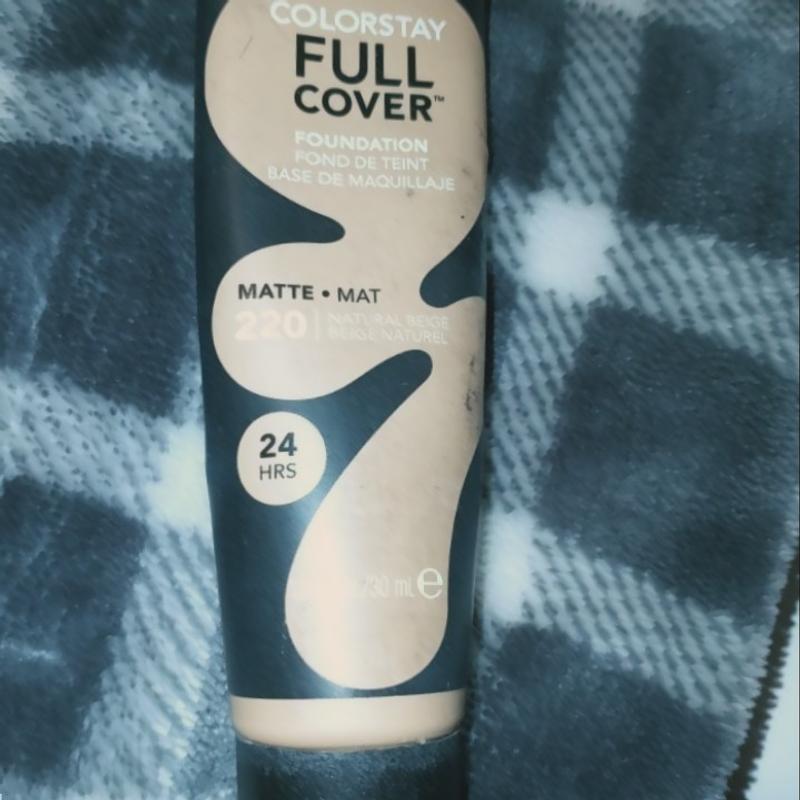 COLORSTAY
FULL
COVER™
FOUNDATION
FOND DE TEINT
BASE DE MAQUILLAJE
MATTE • MAT
220 | NATURAL BEIGE
BEIGE NATUREL
24
HRS
/30 mL e